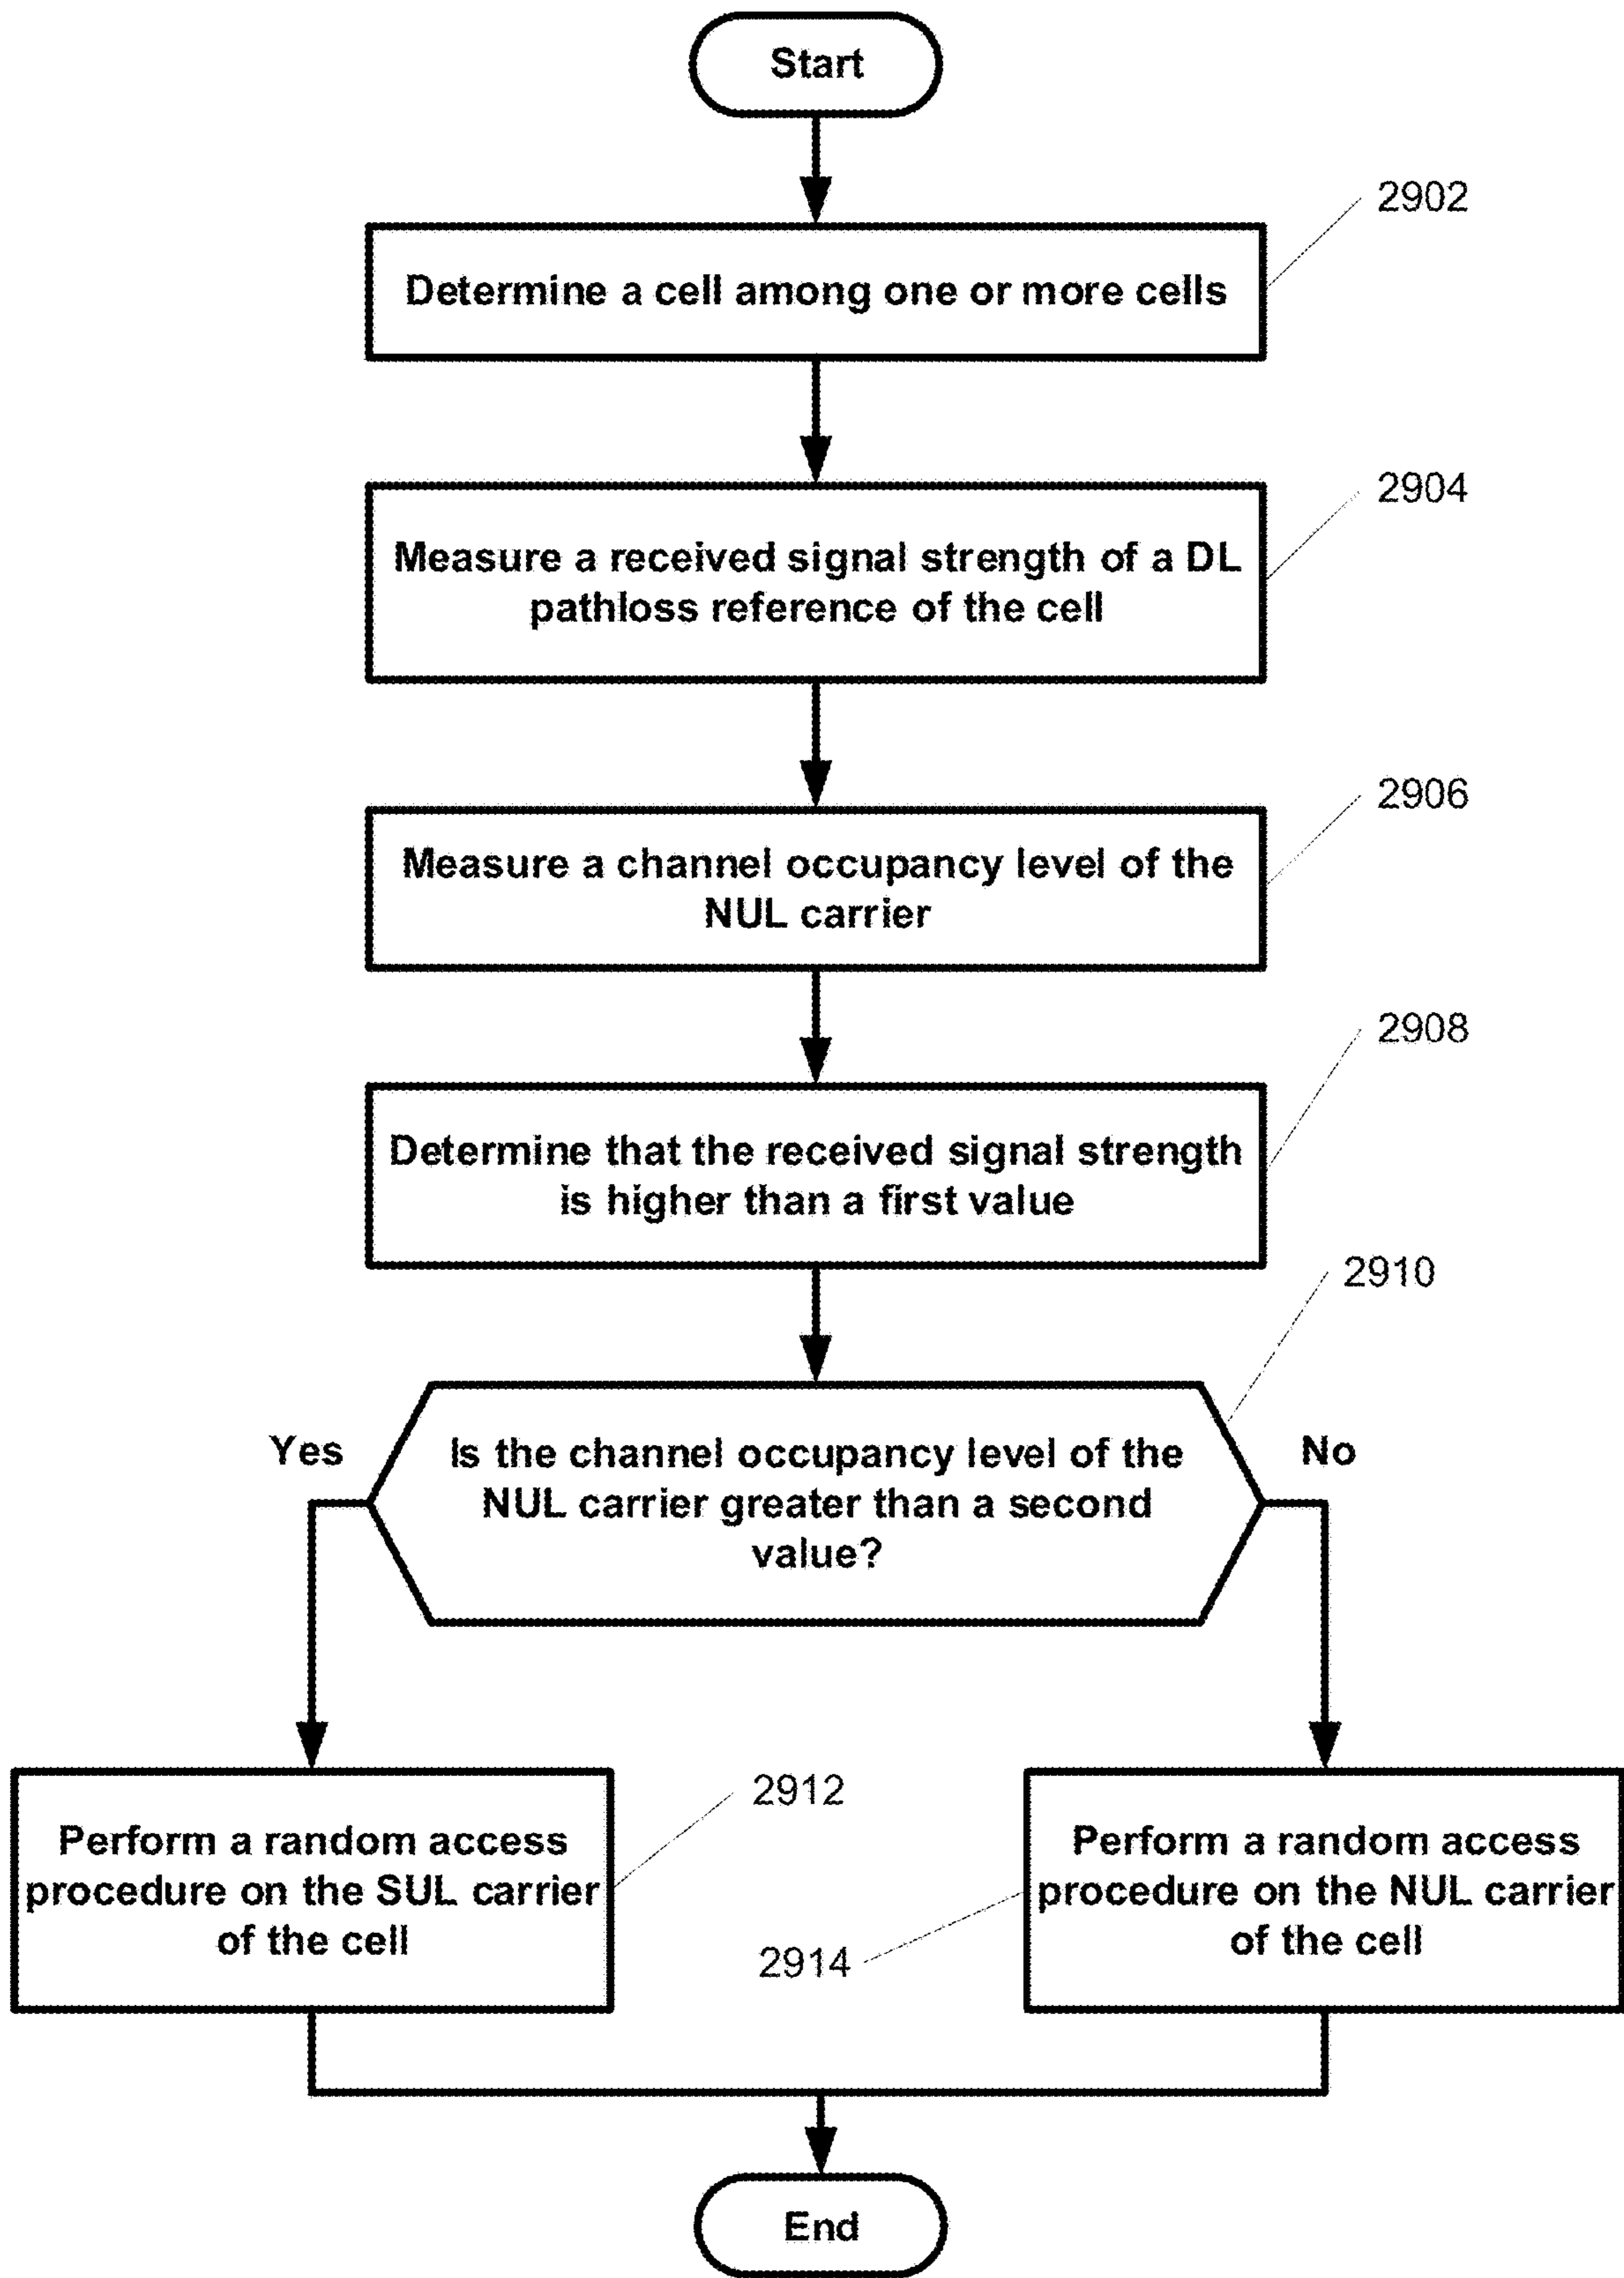 Start
2902
Determine a cell among one or more cells
2904
Measure a received signal strength of a DL
pathloss reference of the cell
2906
Measure a channel occupancy level of the
NUL carrier
2908
Determine that the received signal strength
is higher than a first value
2910
Yes
Is the channel occupancy level of the
NUL carrier greater than a second
value?
No
2912
Perform a random access
procedure on the SUL carrier
of the cell
2914
Perform a random access
procedure on the NUL carrier
of the cell
End